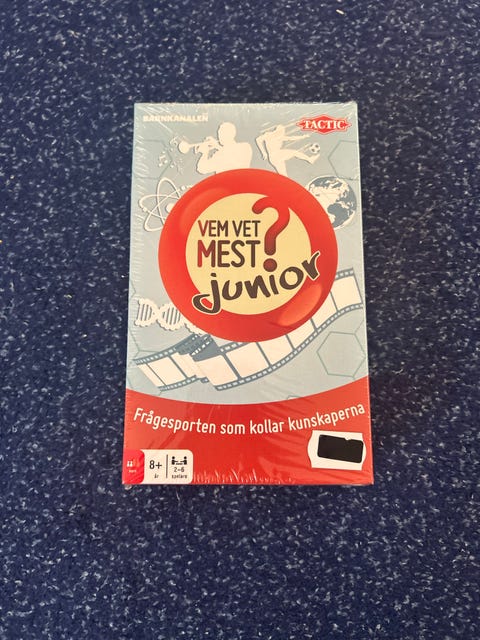 BARNKANALEN
TACTIC
VEM VET
MEST?
junior
Frågesporten som kollar kunskaperna
8+
år
2-6
spelare